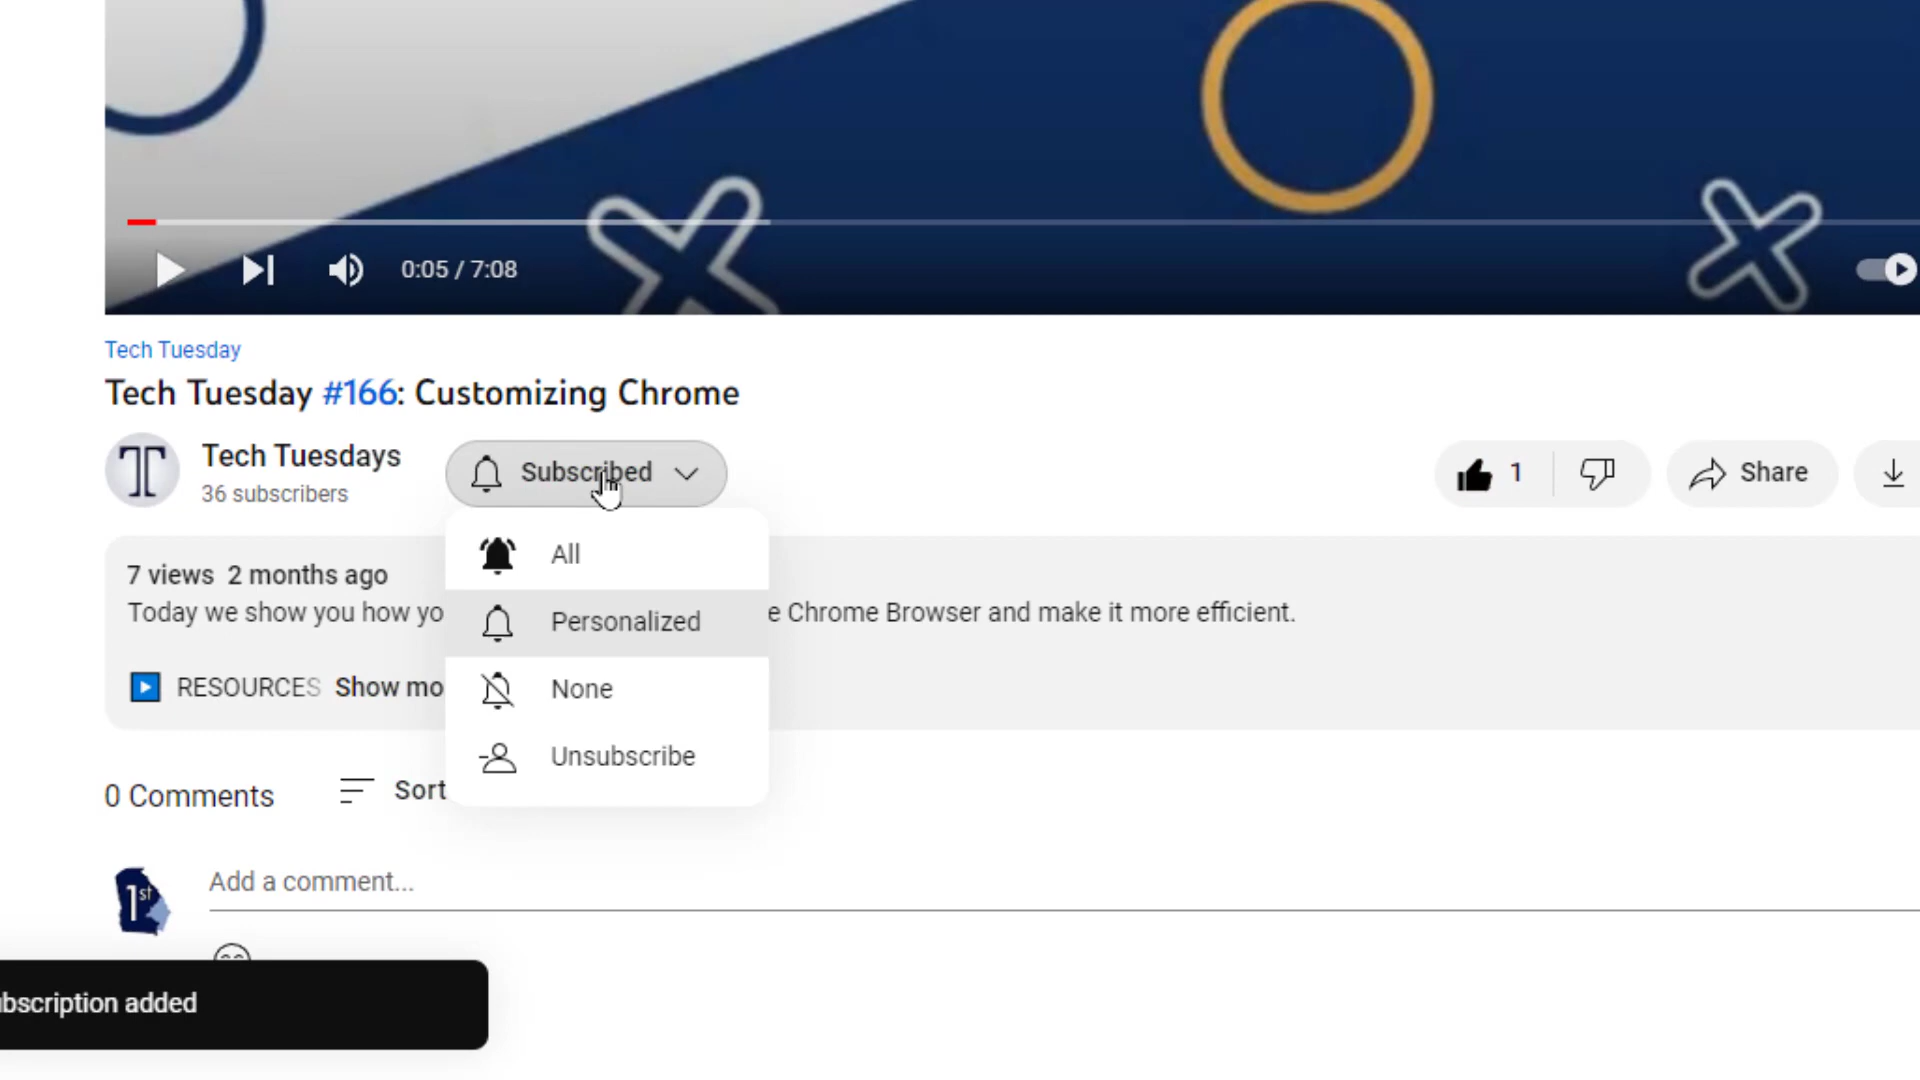 0:05 / 7:08
Tech Tuesday
Tech Tuesday #166: Customizing Chrome
Tech Tuesdays
36 subscribers
Subscribed
1
Share
All
Personalized
None
Unsubscribe
7 views 2 months ago
Today we show you how yo
e Chrome Browser and make it more efficient.
RESOURCES Show mo
0 Comments
Sort
1st
Add a comment...
bscription added